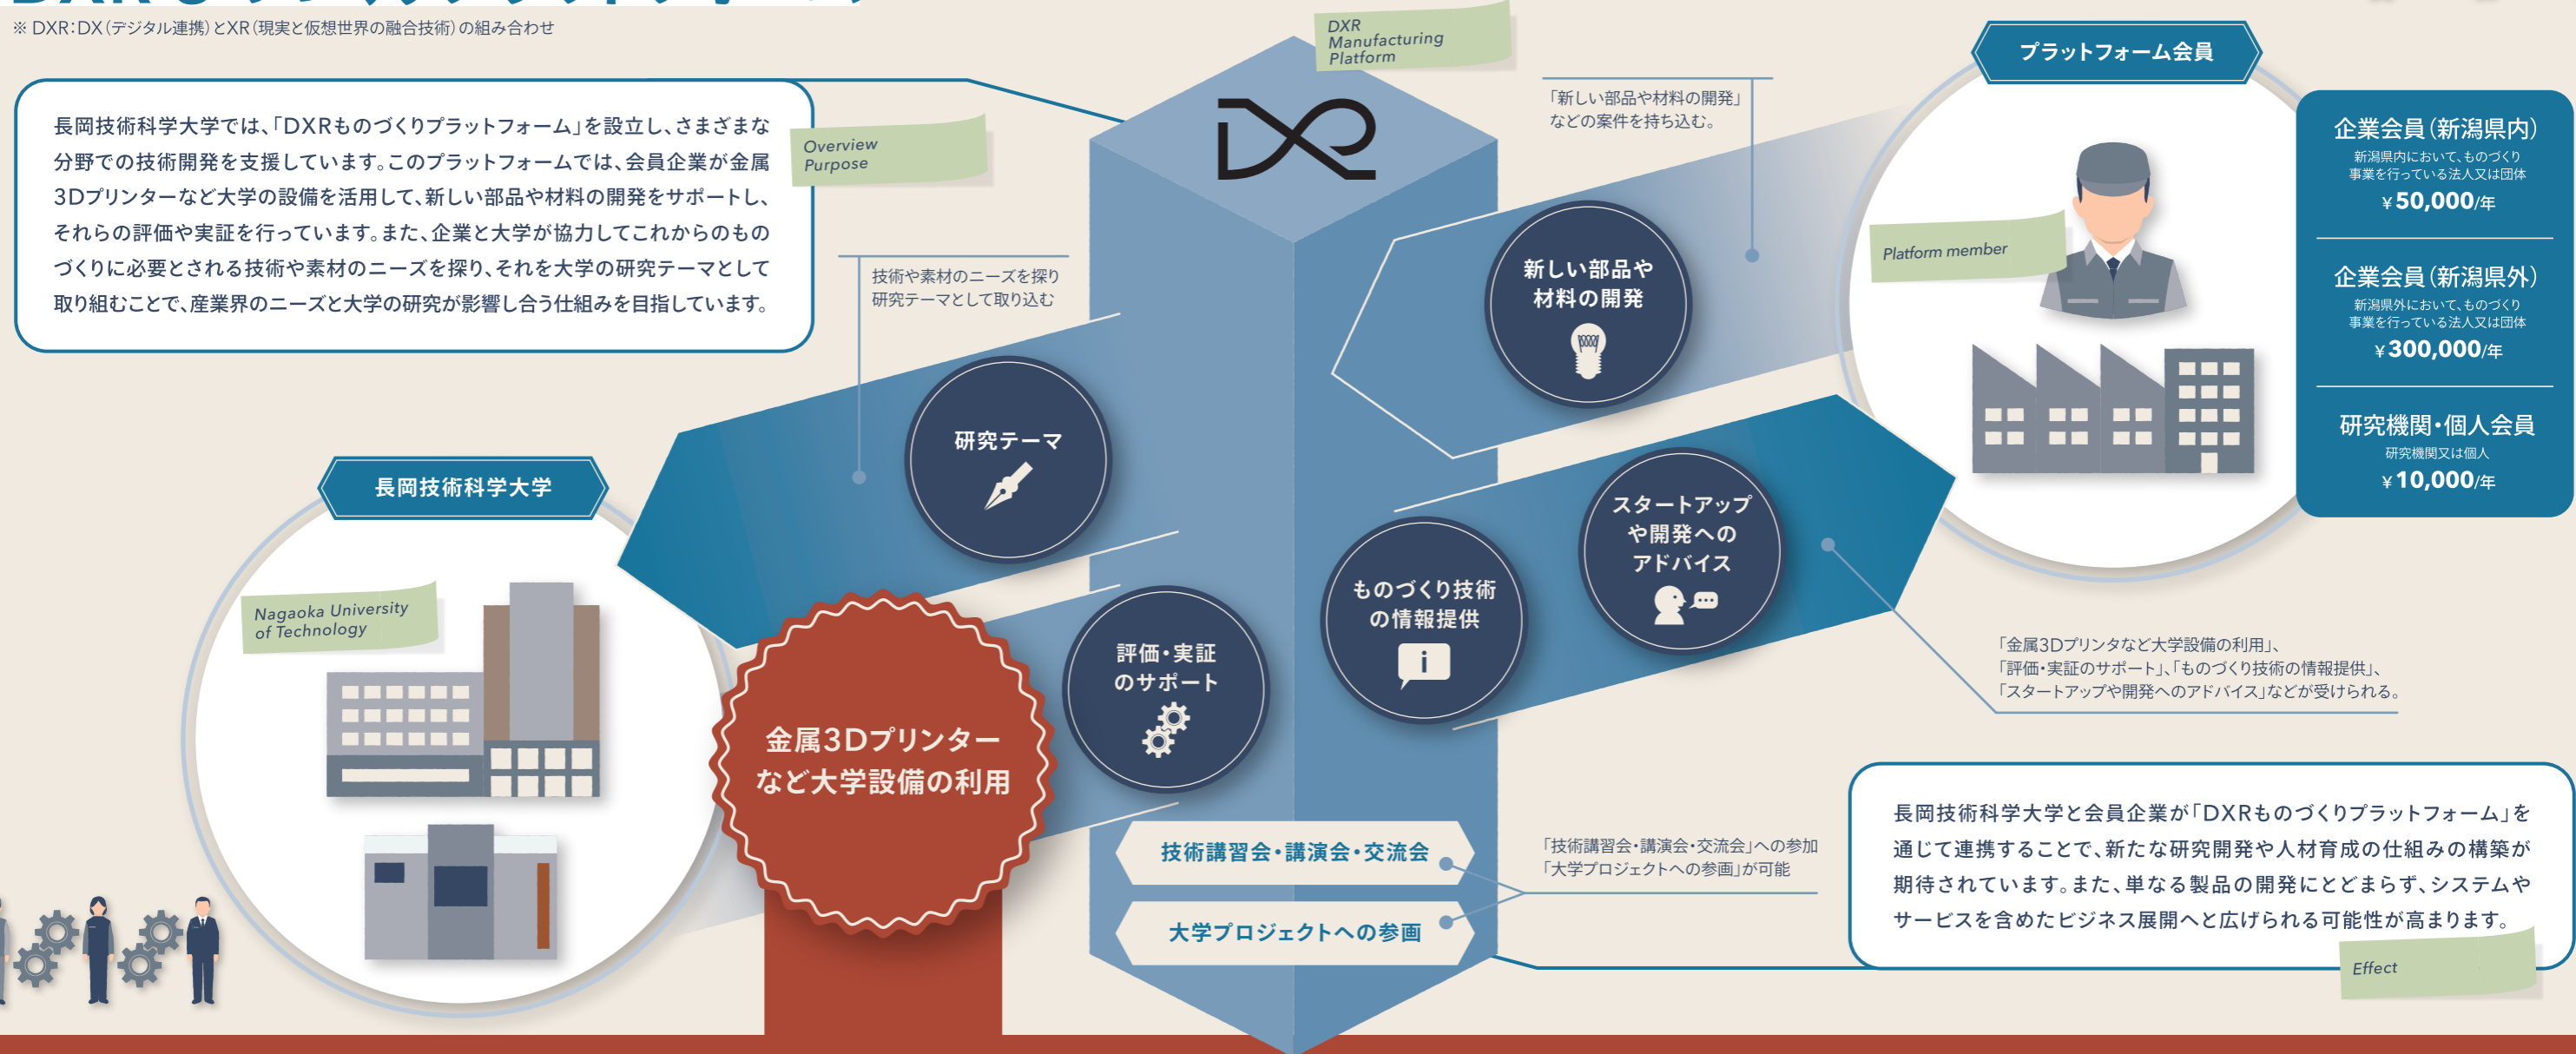 ※ DXR：DX（デジタル連携）とXR（現実と仮想世界の融合技術）の組み合わせ
DXR
Manufacturing
Platform
長岡技術科学大学では、「DXRものづくりプラットフォーム」を設立し、さまざまな
分野での技術開発を支援しています。このプラットフォームでは、会員企業が金属
3Dプリンターなど大学の設備を活用して、新しい部品や材料の開発をサポートし、
それらの評価や実証を行っています。また、企業と大学が協力してこれからのもの
づくりに必要とされる技術や素材のニーズを探り、それを大学の研究テーマとして
取り組むことで、産業界のニーズと大学の研究が影響し合う仕組みを目指しています。
Overview
Purpose
DXR
「新しい部品や材料の開発」
などの案件を持ち込む。
プラットフォーム会員
Platform member
企業会員（新潟県内）
新潟県内において、ものづくり
事業を行っている法人又は団体
¥50,000/年
企業会員（新潟県外）
新潟県外において、ものづくり
事業を行っている法人又は団体
¥300,000/年
研究機関・個人会員
研究機関又は個人
¥10,000/年
技術や素材のニーズを探り
研究テーマとして取り込む
新しい部品や
材料の開発
研究テーマ
長岡技術科学大学
Nagaoka University
of Technology
スタートアップ
や開発への
アドバイス
ものづくり技術
の情報提供
i
評価・実証
のサポート
金属3Dプリンター
など大学設備の利用
「金属3Dプリンタなど大学設備の利用」、
「評価・実証のサポート」、「ものづくり技術の情報提供」、
「スタートアップや開発へのアドバイス」などが受けられる。
技術講習会・講演会・交流会
大学プロジェクトへの参画
「技術講習会・講演会・交流会」への参加
「大学プロジェクトへの参画」が可能
長岡技術科学大学と会員企業が「DXRものづくりプラットフォーム」を
通じて連携することで、新たな研究開発や人材育成の仕組みの構築が
期待されています。また、単なる製品の開発にとどまらず、システムや
サービスを含めたビジネス展開へと広げられる可能性が高まります。
Effect